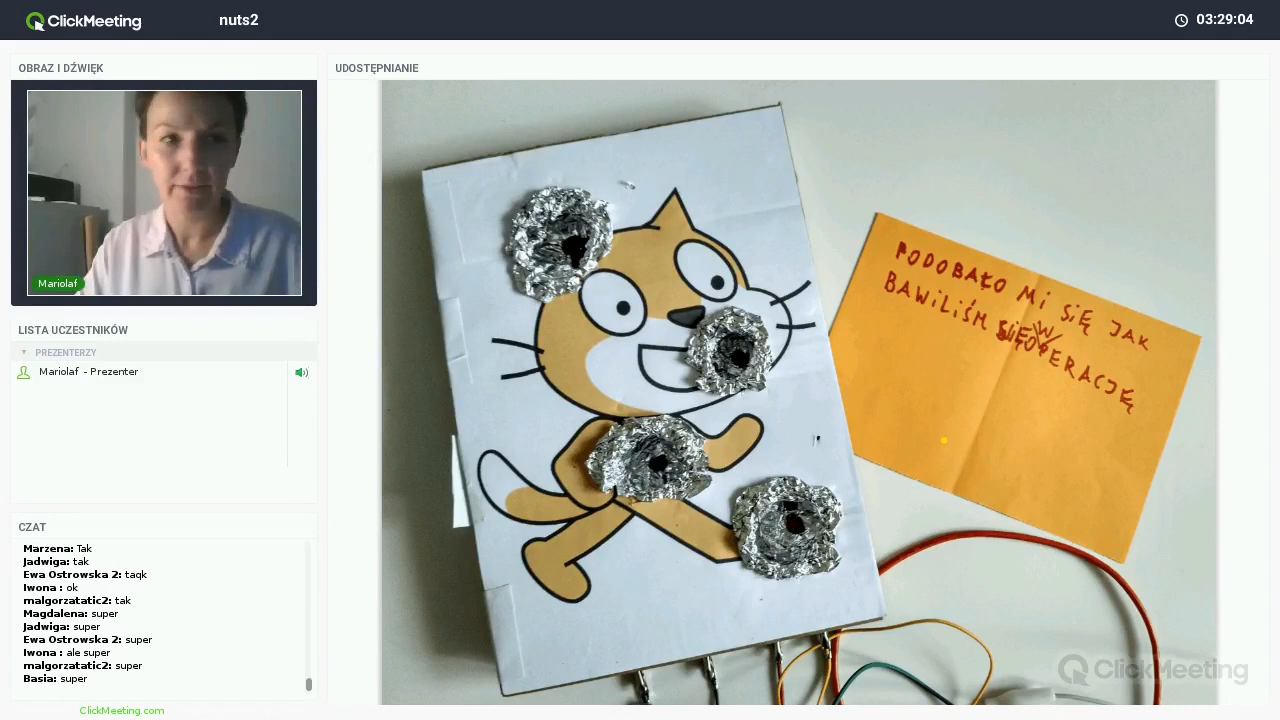 ClickMeeting
nuts2
03:29:04
OBRAZ I DŹWIĘK
Mariolaf
LISTA UCZESTNIKÓW
PREZENTERZY
Mariolaf - Prezenter
CZAT
Marzena: Tak
Jadwiga: tak
Ewa Ostrowska 2: taqk
Iwona : ok
malgorzatatic2: tak
Magdalena: super
Jadwiga: super
Ewa Ostrowska 2: super
Iwona : ale super
malgorzatatic2: super
Basia: super
ClickMeeting.com
UDOSTĘPNIANIE
PODOBAŁO MI SIĘ JAK
BAWILIŚM SIĘ W
OPERACJĘ
ClickMeeting